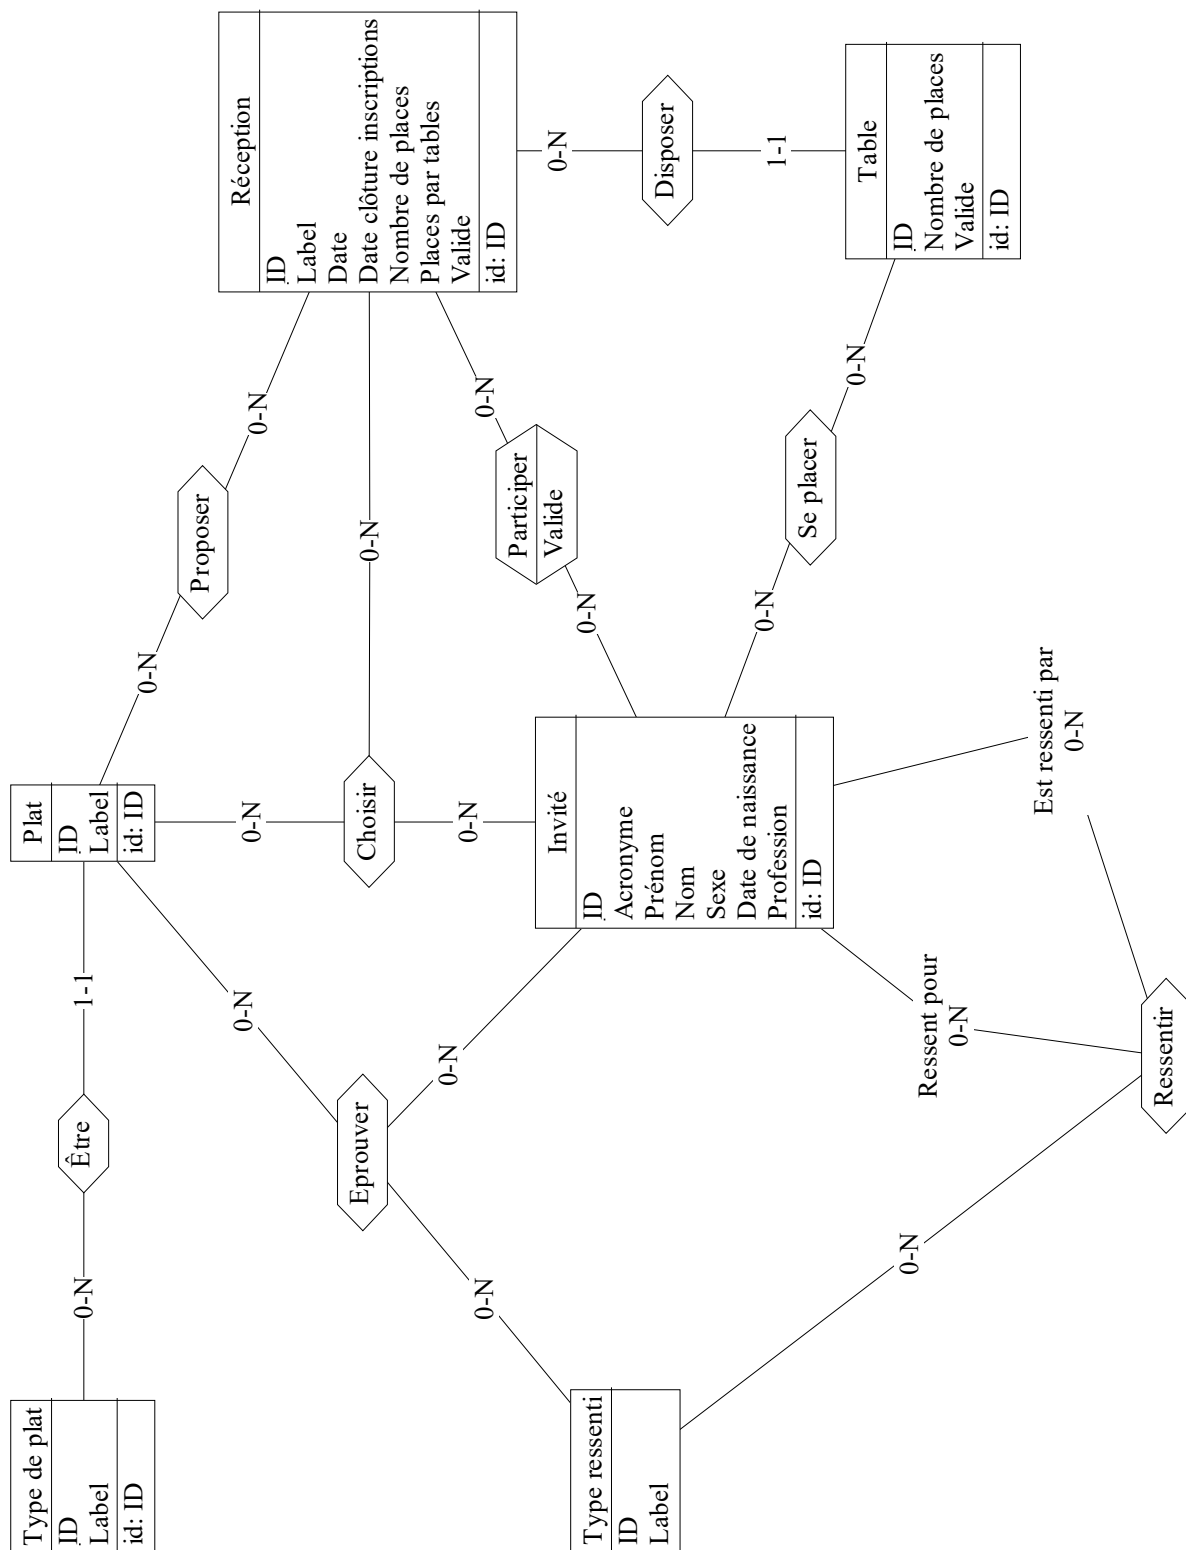 Type de plat
ID
Label
id: ID
0-N
Être
1-1
Plat
ID
Label
id: ID
0-N
Proposer
0-N
Réception
ID
Label
Date
Date clôture inscriptions
Nombre de places
Places par tables
Valide
id: ID
0-N
0-N
Choisir
0-N
0-N
Eprouver
0-N
0-N
0-N
Participer
Valide
0-N
0-N
Disposer
1-1
Type ressenti
ID
Label
Invité
ID
Acronyme
Prénom
Nom
Sexe
Date de naissance
Profession
id: ID
0-N
Se placer
0-N
Table
ID
Nombre de places
Valide
id: ID
0-N
Ressent pour
0-N
Est ressenti par
0-N
Ressentir